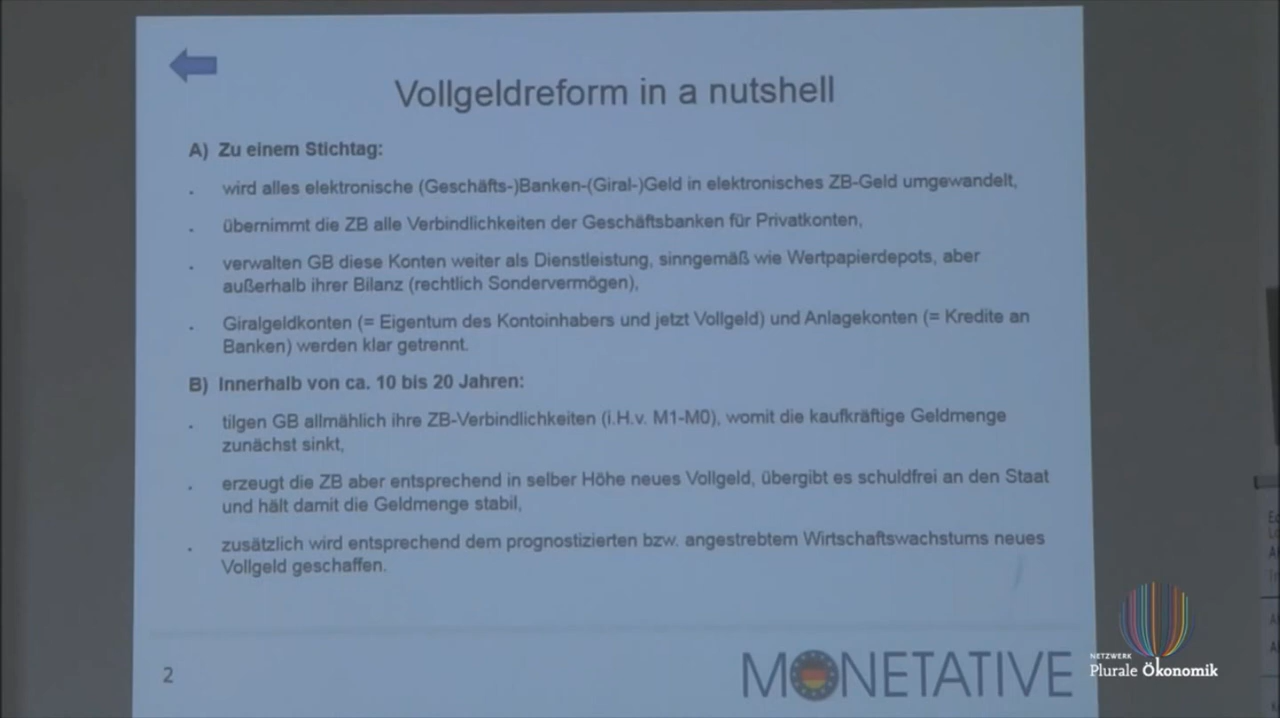 Vollgeldreform in a nutshell
A) Zu einem Stichtag:
. wird alles elektronische (Geschäfts-)Banken-(Giral-)Geld in elektronisches ZB-Geld umgewandelt,
. übernimmt die ZB alle Verbindlichkeiten der Geschäftsbanken für Privatkonten,
. verwalten GB diese Konten weiter als Dienstleistung, sinngemäß wie Wertpapierdepots, aber
außerhalb ihrer Bilanz (rechtlich Sondervermögen),
. Giralgeldkonten (= Eigentum des Kontoinhabers und jetzt Vollgeld) und Anlagekonten (= Kredite an
Banken) werden klar getrennt.
B) Innerhalb von ca. 10 bis 20 Jahren:
. tilgen GB allmählich ihre ZB-Verbindlichkeiten (i.H.v. M1-M0), womit die kaufkräftige Geldmenge
zunächst sinkt,
. erzeugt die ZB aber entsprechend in selber Höhe neues Vollgeld, übergibt es schuldfrei an den Staat
und hält damit die Geldmenge stabil,
. zusätzlich wird entsprechend dem prognostizierten bzw. angestrebtem Wirtschaftswachstums neues
Vollgeld geschaffen.
2
MONETATIVE
NETZWERK
Plurale Ökonomik